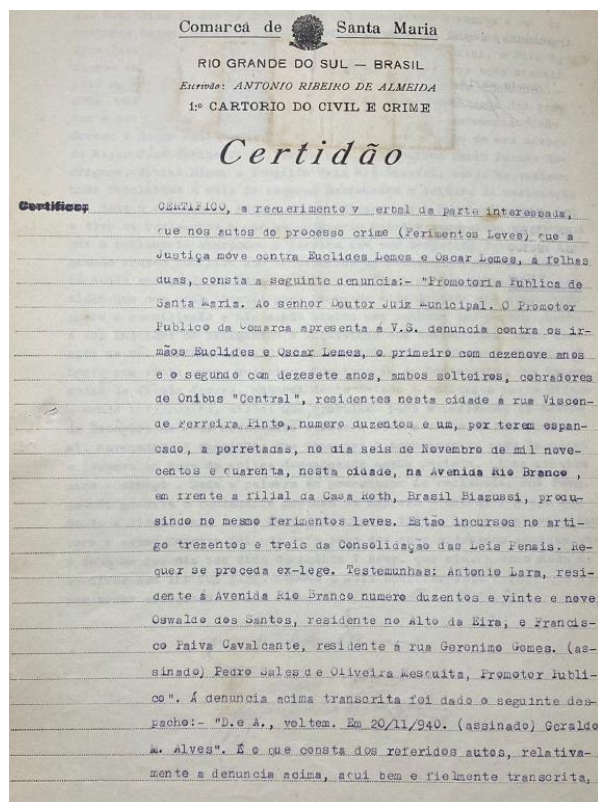 Comarca de Santa Maria
RIO GRANDE DO SUL — BRASIL
Escrivão: ANTONIO RIBEIRO DE ALMEIDA
1:º CARTORIO DO CIVIL E CRIME
Certidão
Certifico; CERTIFICO, a requerimento v erbal da parte interessada,
que nos autos do processo crime (Ferimentos Leves) que a
Justiça móve contra Euclides Lemes e Oscar Lemes, a folhas
duas, consta a seguinte denuncia:- "Promotoria Publica de
Santa Maria. Ao senhor Doutor Juiz Municipal. O Promotor
Publico da Comarca apresenta á V.S. denuncia contra os ir-
mãos Euclides e Oscar Lemes, o primeiro com dezenove anos
e o segundo com dezesete anos, ambos solteiros, cobradores
de Onibus "Central", residentes nesta cidade á rua Viscon-
de Ferreira Pinto, numero duzentos e um, por terem espan-
cado, a porretadas, no dia seis de Novembro de mil nove-
centos e quarenta, nesta cidade, na Avenida Rio Branco ,
em frente a filial da Casa Roth, Brasil Biazussi, produ-
sindo no mesmo ferimentos leves. Estão incursos no arti-
go trezentos e treis da Consolidação das Leis Penais. Re-
quer se proceda ex-lege. Testemunhas: Antonio Lara, resi-
dente á Avenida Rio Branco numero duzentos e vinte e nove
Oswaldo dos Santos, residente no Alto da Eira, e Francis-
co Paiva Cavalcante, residente á rua Geronimo Gomes. (as-
sinado) Pedro Sales de Oliveira Mesquita, Promotor Publi-
co". Á denuncia acima transcrita foi dado o seguinte des-
pacho:- "D.e A., voltem. Em 20/11/940. (assinado) Geraldo
M. Alves". É o que consta dos referidos autos, relativa-
mente a denuncia acima, aqui bem e fielmente transcrita,